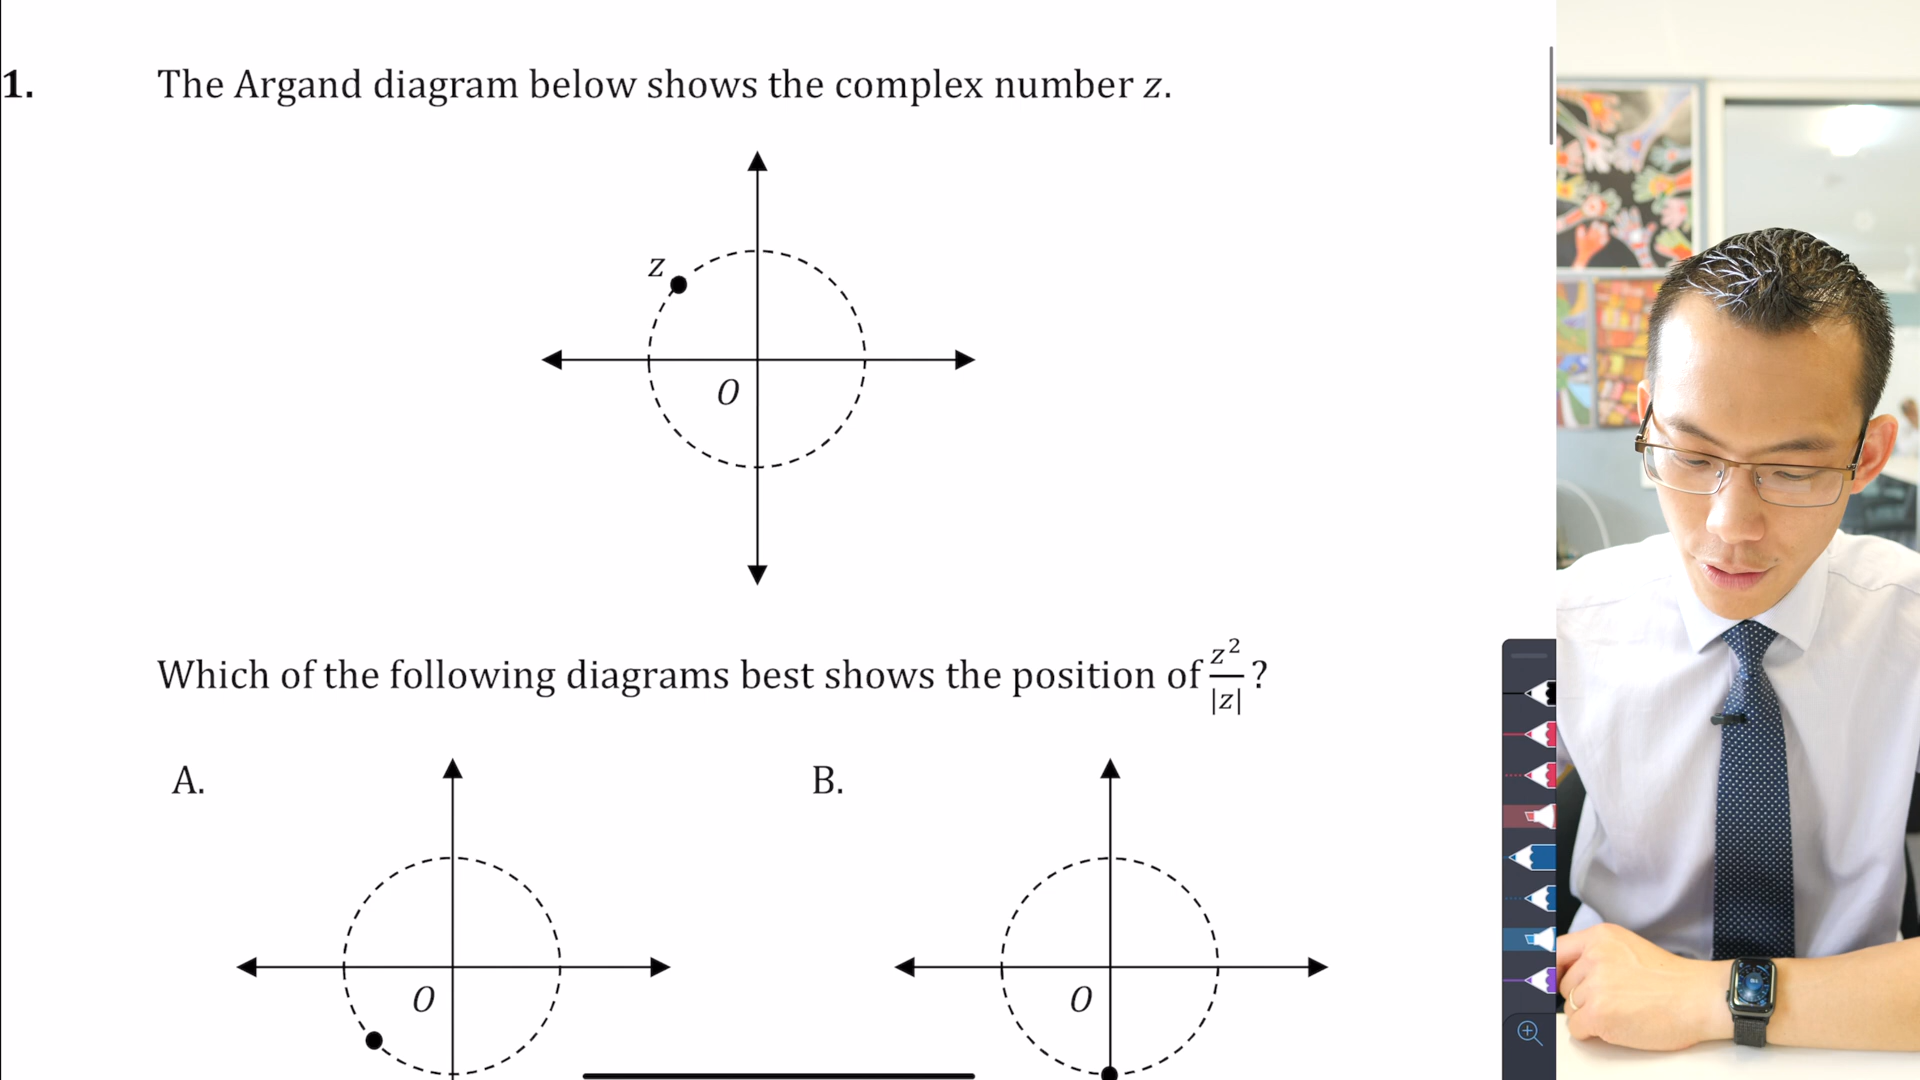 1. The Argand diagram below shows the complex number z.
z
O
Which of the following diagrams best shows the position of z²/|z|?
A. B.
O O